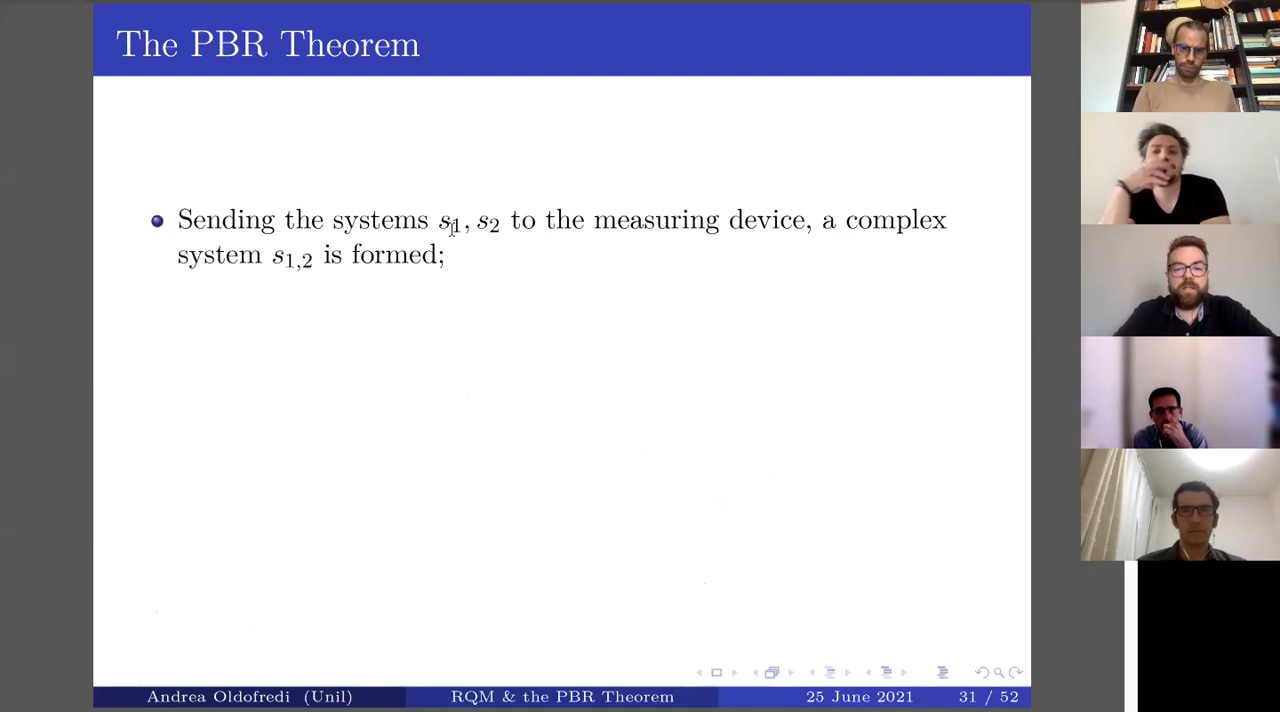 The PBR Theorem
Sending the systems s₁, s₂ to the measuring device, a complex
system s₁,₂ is formed;
Andrea Oldofredi (Unil) RQM & the PBR Theorem 25 June 2021 31 / 52